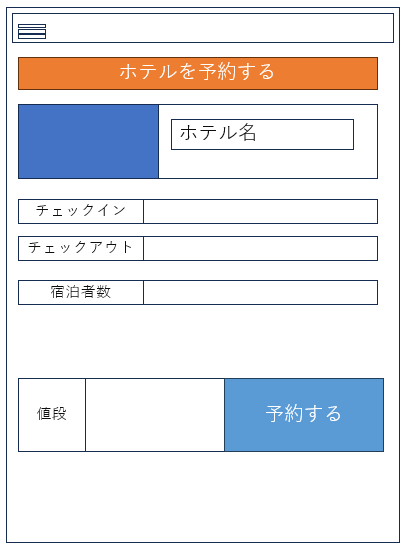 ホテルを予約する
ホテル名
チェックイン
チェックアウト
宿泊者数
値段
予約する